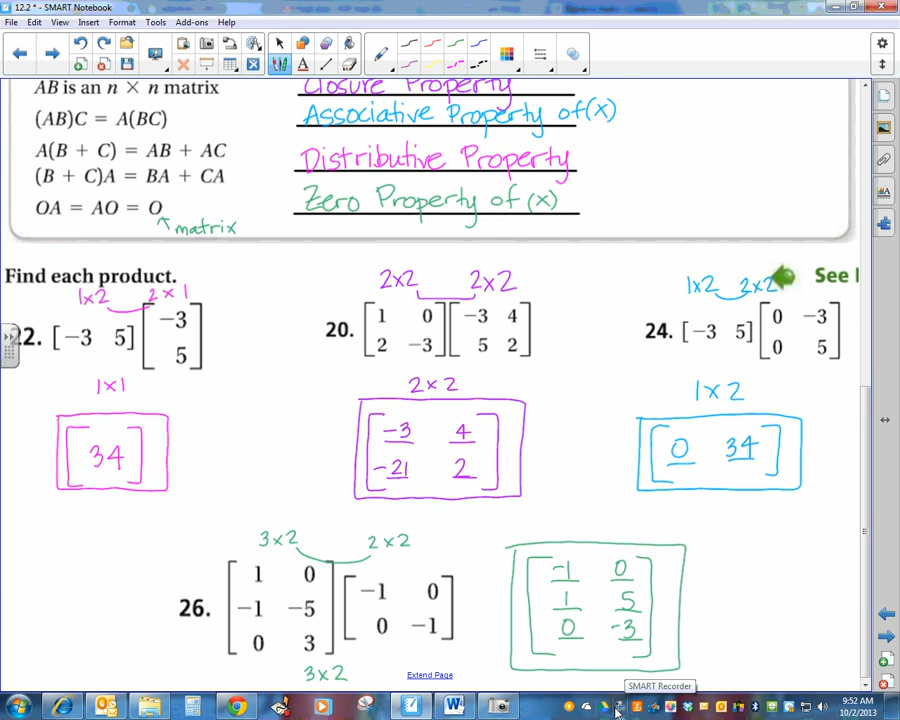 12.2 * - SMART Notebook
File Edit View Insert Format Tools Add-ons Help
AB is an n × n matrix Closure Property
(AB)C = A(BC) Associative Property of (x)
A(B + C) = AB + AC Distributive Property
(B + C)A = BA + CA
OA = AO = O Zero Property of (x)
matrix
Find each product. See
1x2 2x1 2x2 2x2 1x2 2x2
22. [-3 5] [-3 20. [1 0 [-3 4 24. [-3 5] [0 -3
5] 2 -3] 5 2] 0 5]
1x1 2x2 1x2
[34] [-3 4 [0 34]
-21 2]
3x2 2x2
26. [1 0 [-1 0 [-1 0
-1 -5 0 -1] 1 5
0 3] 0 -3]
3x2
Extend Page
SMART Recorder
9:52 AM
10/2/2013